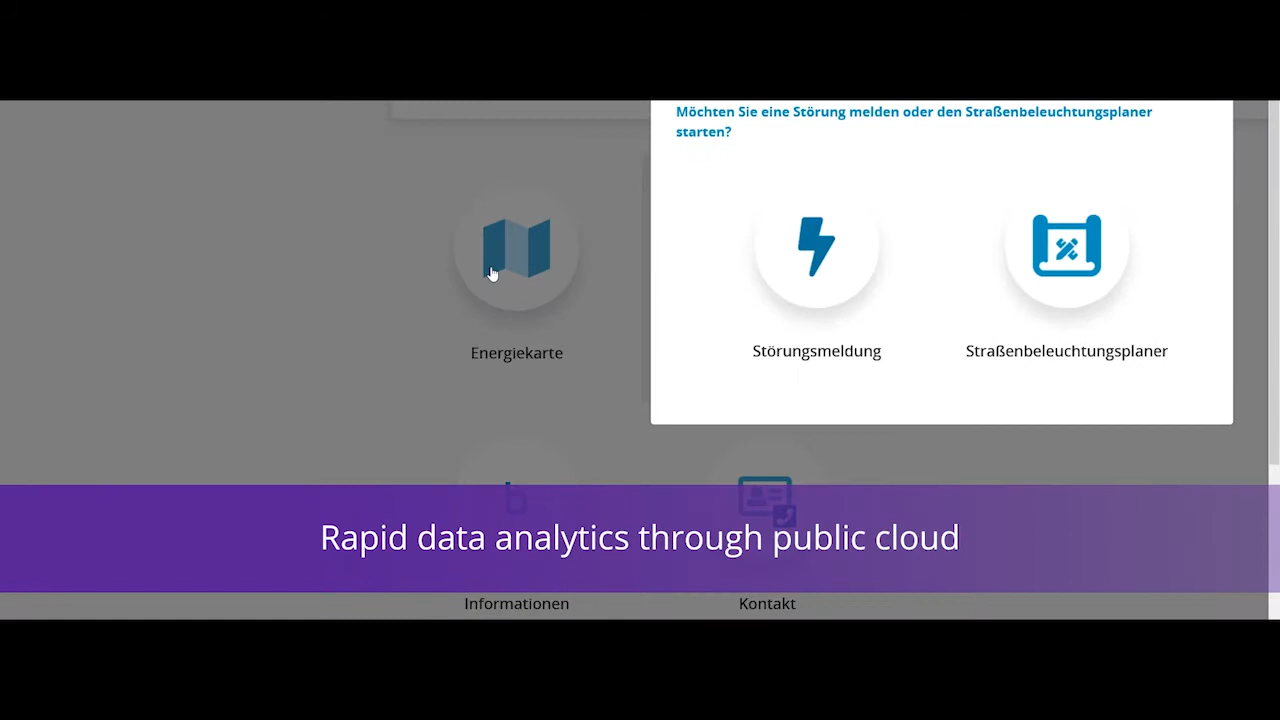 Möchten Sie eine Störung melden oder den Straßenbeleuchtungsplaner
starten?
Energiekarte
Störungsmeldung
Straßenbeleuchtungsplaner
Rapid data analytics through public cloud
Informationen
Kontakt